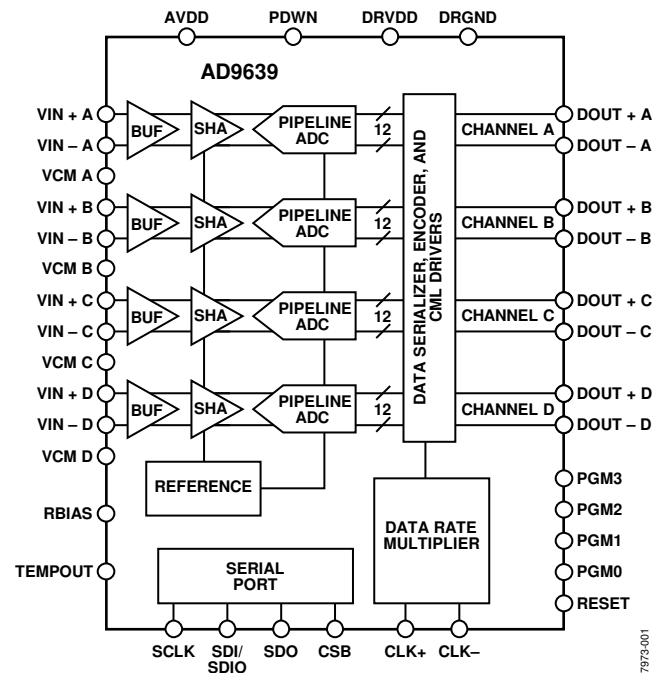 AVDD PDWN DRVDD DRGND
AD9639
VIN + A
VIN – A
VCM A
BUF
SHA
PIPELINE
ADC
12
CHANNEL A
DOUT + A
DOUT – A
VIN + B
VIN – B
VCM B
BUF
SHA
PIPELINE
ADC
12
CHANNEL B
DOUT + B
DOUT – B
VIN + C
VIN – C
VCM C
BUF
SHA
PIPELINE
ADC
12
CHANNEL C
DOUT + C
DOUT – C
VIN + D
VIN – D
VCM D
BUF
SHA
PIPELINE
ADC
12
CHANNEL D
DOUT + D
DOUT – D
DATA SERIALIZER, ENCODER, AND
CML DRIVERS
REFERENCE
RBIAS
TEMPOUT
DATA RATE
MULTIPLIER
PGM3
PGM2
PGM1
PGM0
RESET
SERIAL
PORT
SCLK
SDI/
SDIO
SDO
CSB
CLK+
CLK–
7973-001